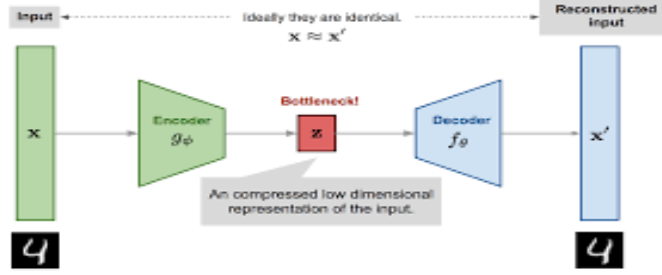 Input
Ideally they are identical.
x ≈ x′
Reconstructed
input
Bottleneck!
x
Encoder
gϕ
z
Decoder
fθ
x′
An compressed low dimensional
representation of the input.
4
4